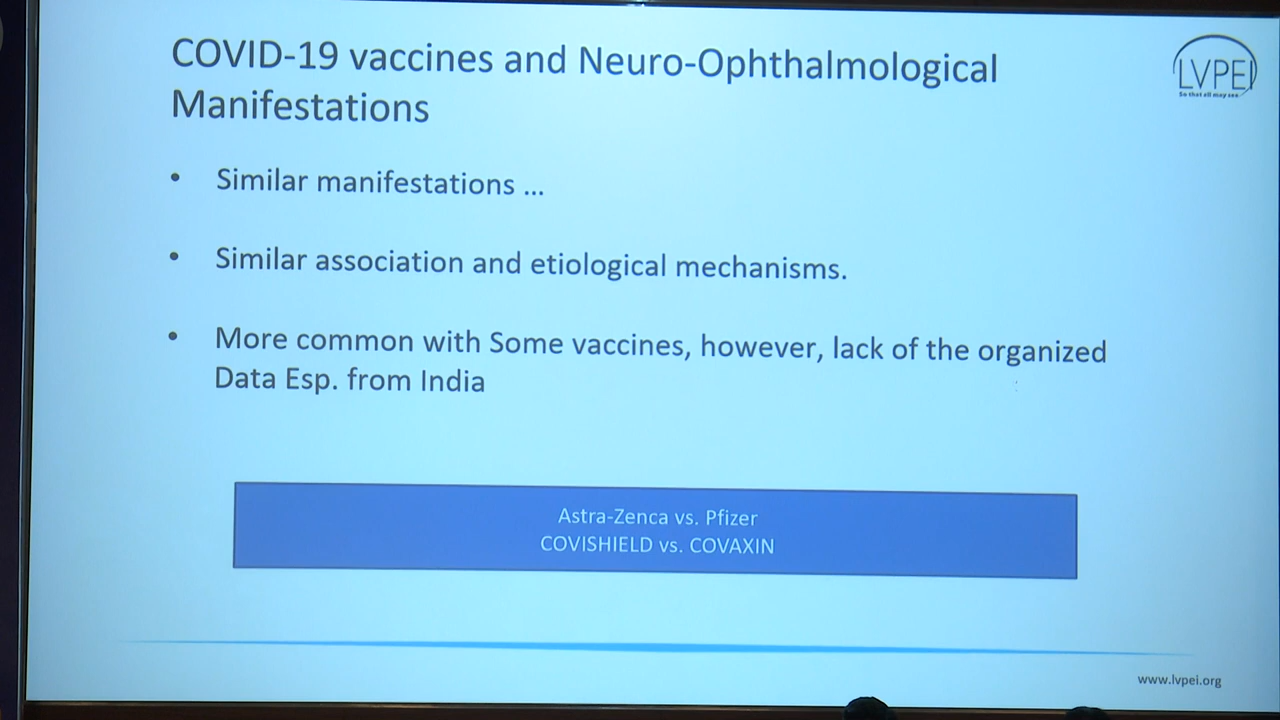 COVID-19 vaccines and Neuro-Ophthalmological
Manifestations
LVPEI
So that all may see
• Similar manifestations ...
• Similar association and etiological mechanisms.
• More common with Some vaccines, however, lack of the organized
Data Esp. from India
Astra-Zenca vs. Pfizer
COVISHIELD vs. COVAXIN
www.lvpei.org